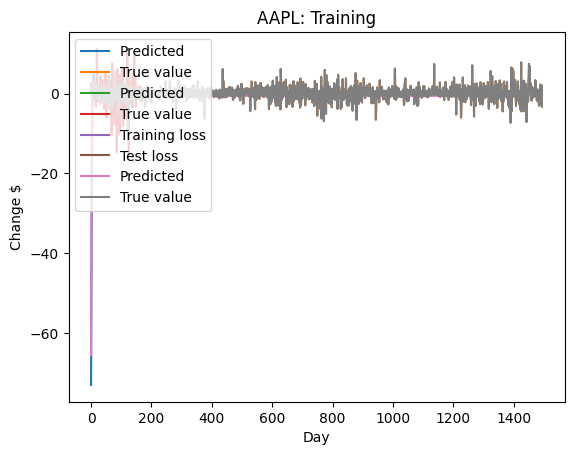 AAPL: Training
Predicted
True value
Predicted
True value
Training loss
Test loss
Predicted
True value
Change $
0
−20
−40
−60
0 200 400 600 800 1000 1200 1400
Day